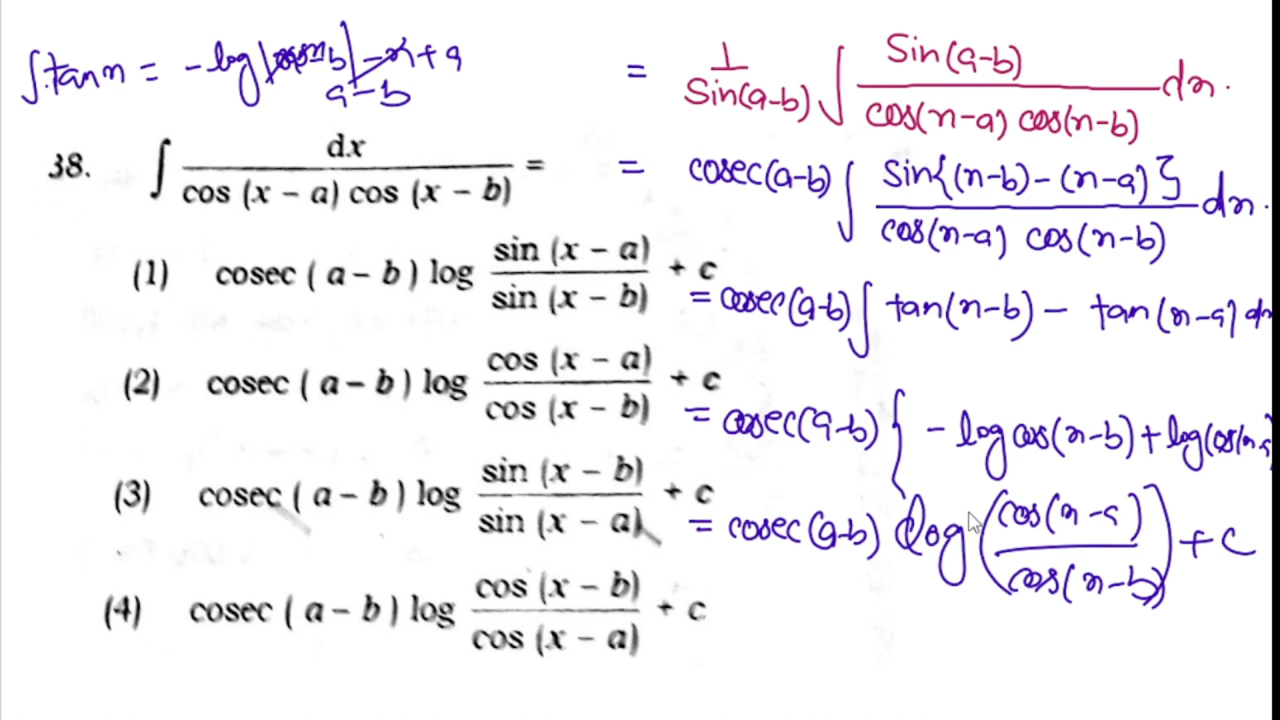 ∫tan x = -log|cos x|
x-b-x+a
a-b
38. ∫ dx / cos (x – a) cos (x – b) =
(1) cosec ( a – b ) log sin (x – a) / sin (x – b) + c
(2) cosec ( a – b ) log cos (x – a) / cos (x – b) + c
(3) cosec ( a – b ) log sin (x – b) / sin (x – a) + c
(4) cosec ( a – b ) log cos (x – b) / cos (x – a) + c
= 1 / Sin(a-b) ∫ Sin(a-b) / cos(x-a) cos(x-b) dx.
= cosec(a-b) ∫ Sin{(x-b) - (x-a)} / cos(x-a) cos(x-b) dx.
= cosec(a-b) ∫ tan(x-b) - tan(x-a) dx
= cosec(a-b) { - log cos(x-b) + log(cos(x-a)
= cosec(a-b) log (cos(x-a) / cos(x-b)) + c